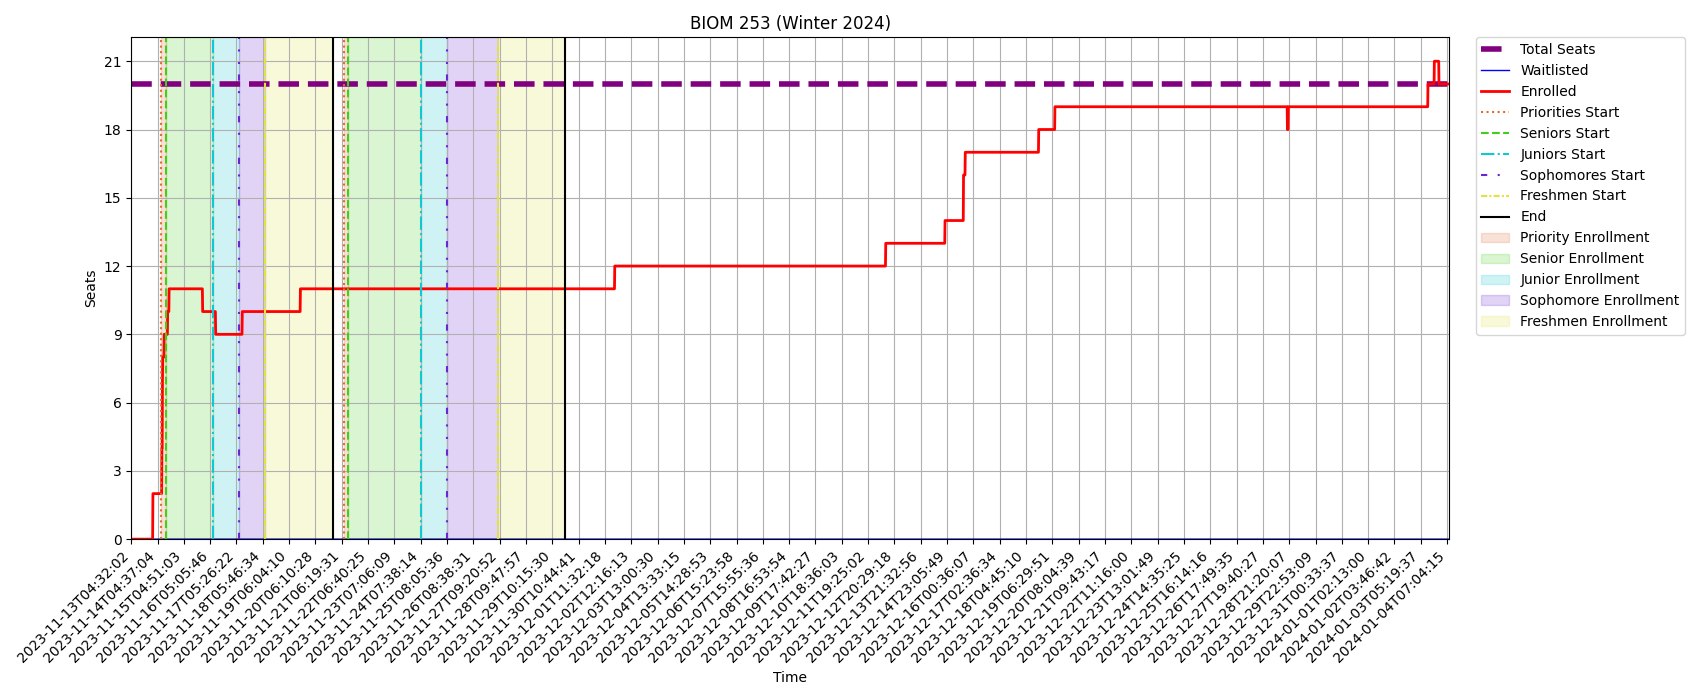 BIOM 253 (Winter 2024)
Total Seats
Waitlisted
Enrolled
Priorities Start
Seniors Start
Juniors Start
Sophomores Start
Freshmen Start
End
Priority Enrollment
Senior Enrollment
Junior Enrollment
Sophomore Enrollment
Freshmen Enrollment
Seats
21
18
15
12
9
6
3
0
2023-11-13T04:32:02
2023-11-14T04:37:04
2023-11-15T04:51:03
2023-11-16T05:05:46
2023-11-17T05:26:22
2023-11-18T05:46:34
2023-11-19T06:04:10
2023-11-20T06:10:28
2023-11-21T06:19:31
2023-11-22T06:40:25
2023-11-23T07:06:09
2023-11-24T07:38:14
2023-11-25T08:05:36
2023-11-26T08:38:31
2023-11-27T09:20:52
2023-11-28T09:47:57
2023-11-29T10:15:30
2023-11-30T10:44:41
2023-12-01T11:32:18
2023-12-02T12:16:13
2023-12-03T13:00:30
2023-12-04T13:33:15
2023-12-05T14:28:53
2023-12-06T15:23:58
2023-12-07T15:55:36
2023-12-08T16:53:54
2023-12-09T17:42:27
2023-12-10T18:36:03
2023-12-11T19:25:02
2023-12-12T20:29:18
2023-12-13T21:32:56
2023-12-14T23:05:49
2023-12-16T00:36:07
2023-12-17T02:36:34
2023-12-18T04:45:10
2023-12-19T06:29:51
2023-12-20T08:04:39
2023-12-21T09:43:17
2023-12-22T11:16:00
2023-12-23T13:01:49
2023-12-24T14:35:25
2023-12-25T16:14:16
2023-12-26T17:49:35
2023-12-27T19:40:27
2023-12-28T21:20:07
2023-12-29T22:53:09
2023-12-31T00:33:37
2024-01-01T02:13:00
2024-01-02T03:46:42
2024-01-03T05:19:37
2024-01-04T07:04:15
Time